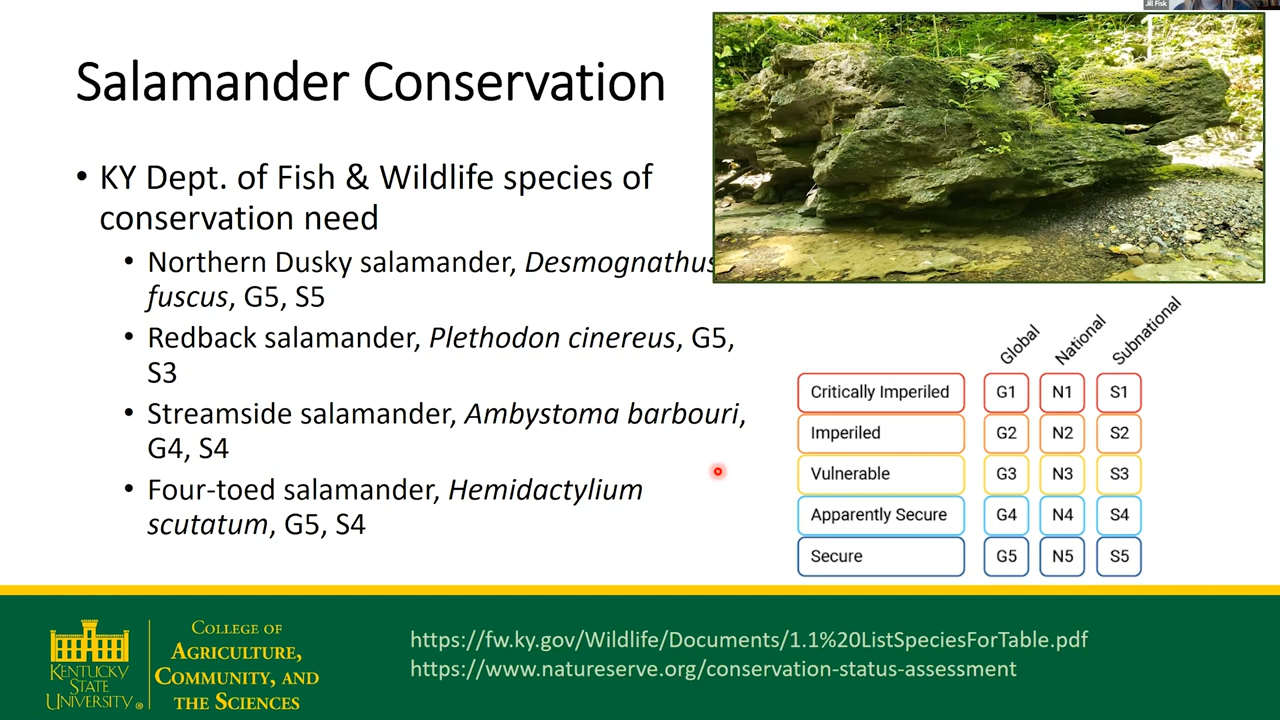 Jill Fisk
Salamander Conservation
• KY Dept. of Fish & Wildlife species of
conservation need
• Northern Dusky salamander, Desmognathus
fuscus, G5, S5
• Redback salamander, Plethodon cinereus, G5,
S3
• Streamside salamander, Ambystoma barbouri,
G4, S4
• Four-toed salamander, Hemidactylium
scutatum, G5, S4
Global National Subnational
Critically Imperiled G1 N1 S1
Imperiled G2 N2 S2
Vulnerable G3 N3 S3
Apparently Secure G4 N4 S4
Secure G5 N5 S5
KENTUCKY
STATE
UNIVERSITY®
COLLEGE OF
AGRICULTURE,
COMMUNITY, AND
THE SCIENCES
https://fw.ky.gov/Wildlife/Documents/1.1%20ListSpeciesForTable.pdf
https://www.natureserve.org/conservation-status-assessment